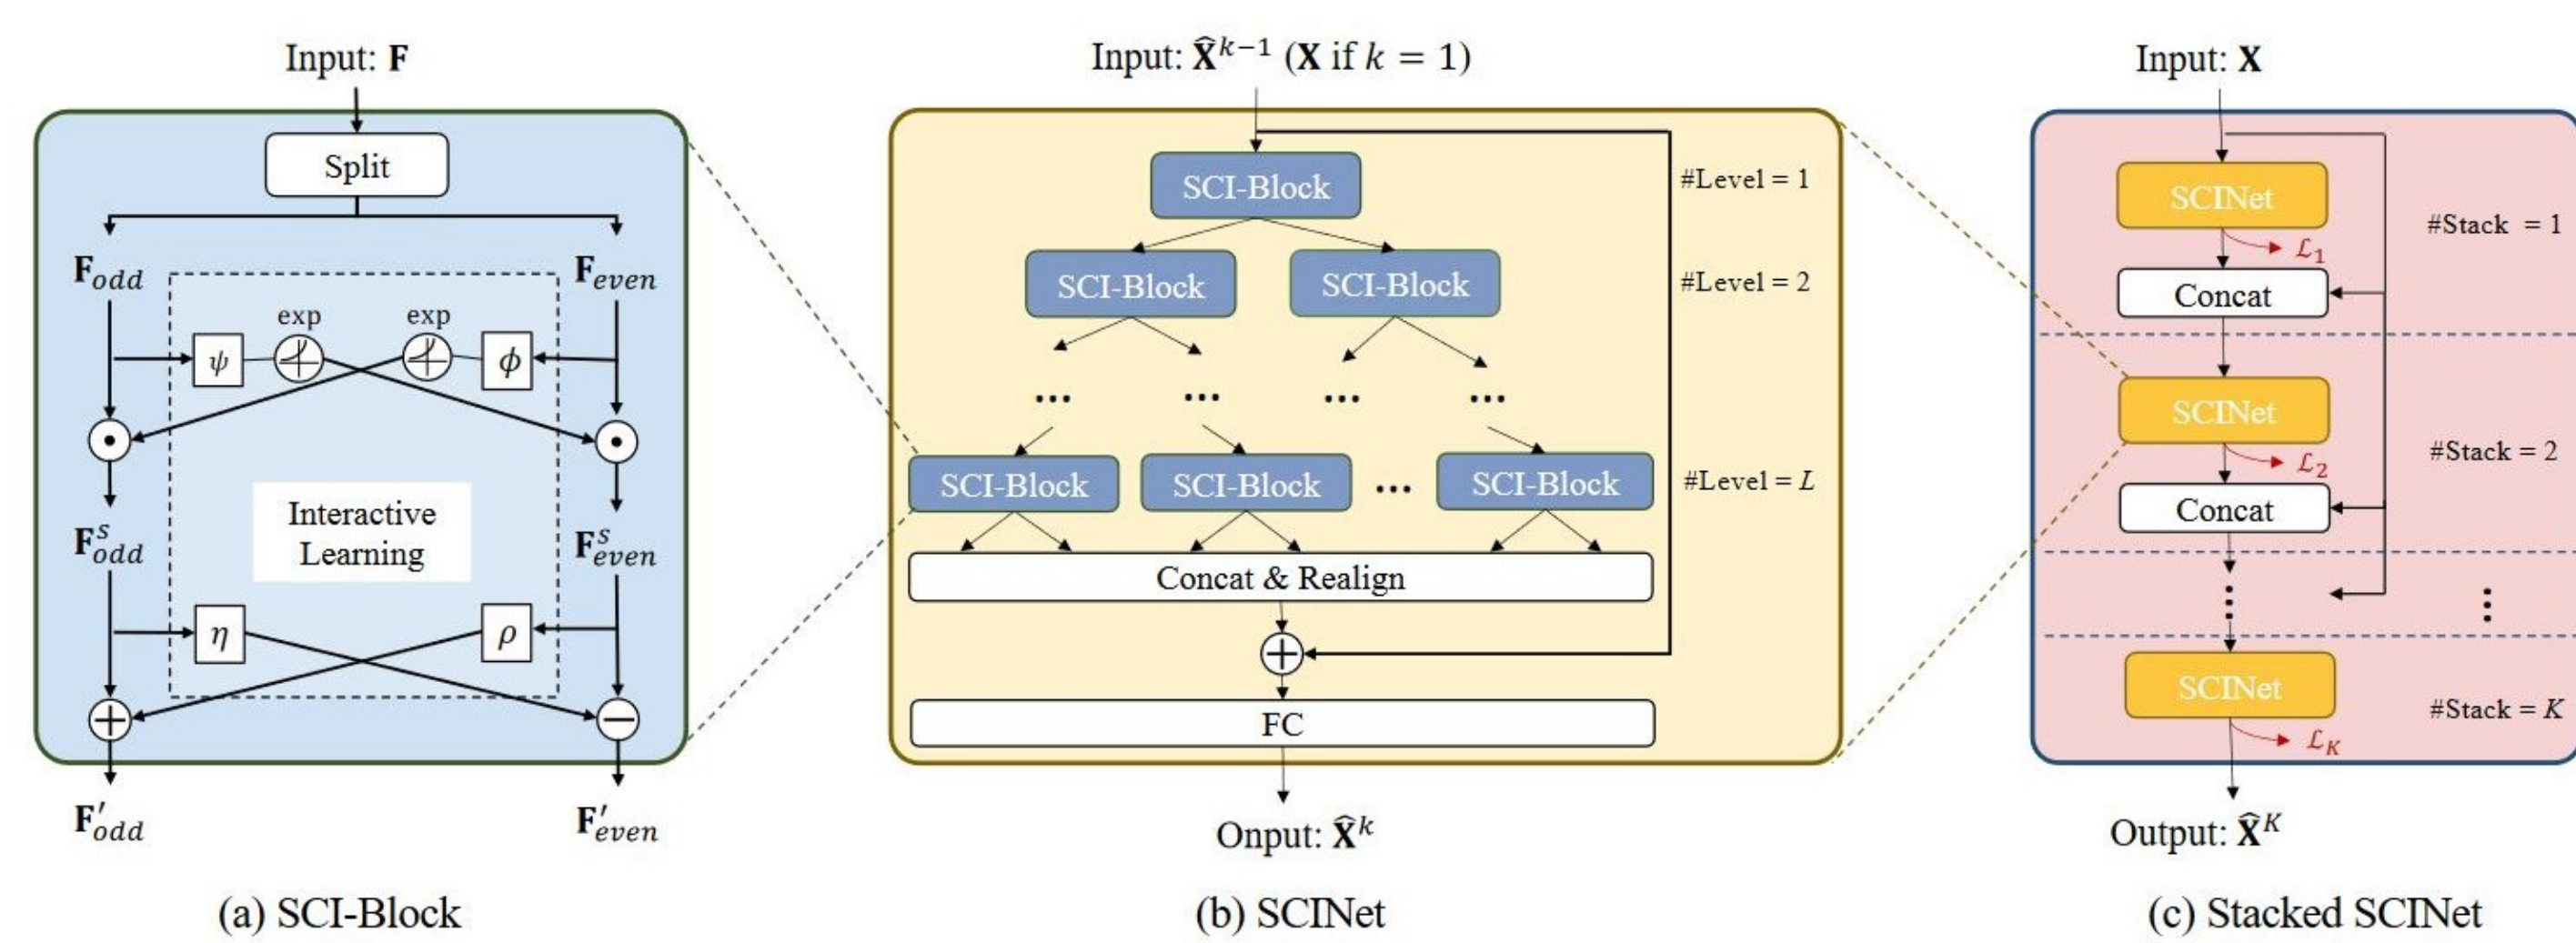 Input: F
Split
F_odd
F_even
exp
exp
ψ
ϕ
Interactive
Learning
F^s_odd
F^s_even
η
ρ
F′_odd
F′_even
(a) SCI-Block
Input: X̂^{k−1} (X if k = 1)
SCI-Block
#Level = 1
SCI-Block
SCI-Block
#Level = 2
...
...
...
...
SCI-Block
SCI-Block
...
SCI-Block
#Level = L
Concat & Realign
FC
Onput: X̂^k
(b) SCINet
Input: X
SCINet
#Stack = 1
ℒ_1
Concat
SCINet
#Stack = 2
ℒ_2
Concat
SCINet
#Stack = K
ℒ_K
Output: X̂^K
(c) Stacked SCINet